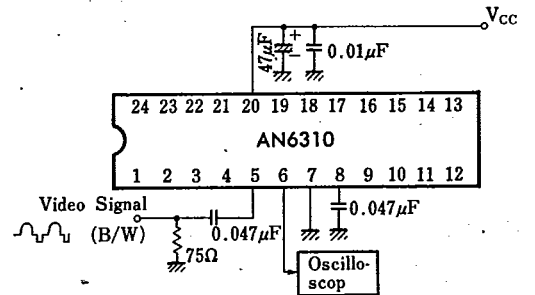 VCC
47μF
+
−
0.01μF
24 23 22 21 20 19 18 17 16 15 14 13
AN6310
1 2 3 4 5 6 7 8 9 10 11 12
Video Signal
(B/W)
0.047μF
0.047μF
75Ω
Oscillo-
scop